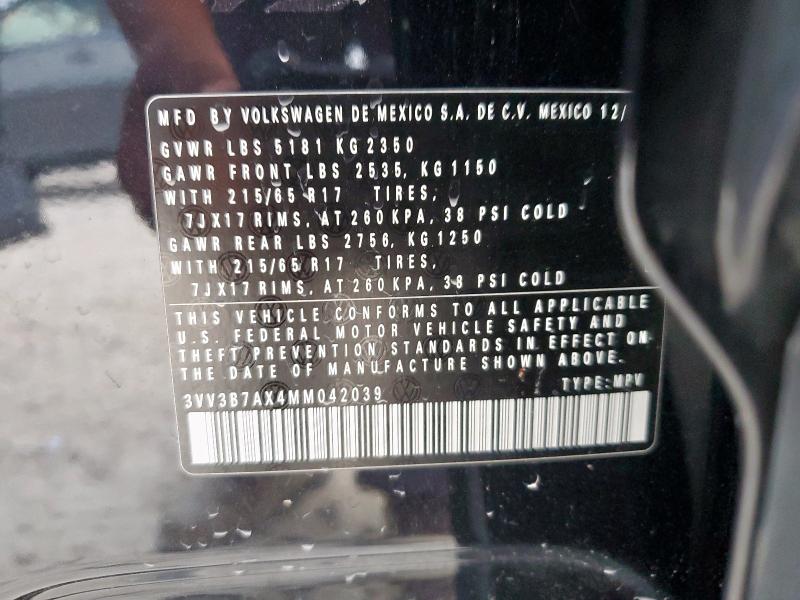 MFD BY VOLKSWAGEN DE MEXICO S.A. DE C.V. MEXICO 12/
GVWR LBS 5181 KG 2350
GAWR FRONT LBS 2535, KG 1150
WITH 215/65 R17 TIRES,
7JX17 RIMS, AT 260 KPA, 38 PSI COLD
GAWR REAR LBS 2756, KG 1250
WITH 215/65 R17 TIRES,
7JX17 RIMS, AT 260 KPA, 38 PSI COLD
THIS VEHICLE CONFORMS TO ALL APPLICABLE
U.S. FEDERAL MOTOR VEHICLE SAFETY AND
THEFT PREVENTION STANDARDS IN EFFECT ON
THE DATE OF MANUFACTURE SHOWN ABOVE.
3VV3B7AX4MM042039 TYPE: MPV